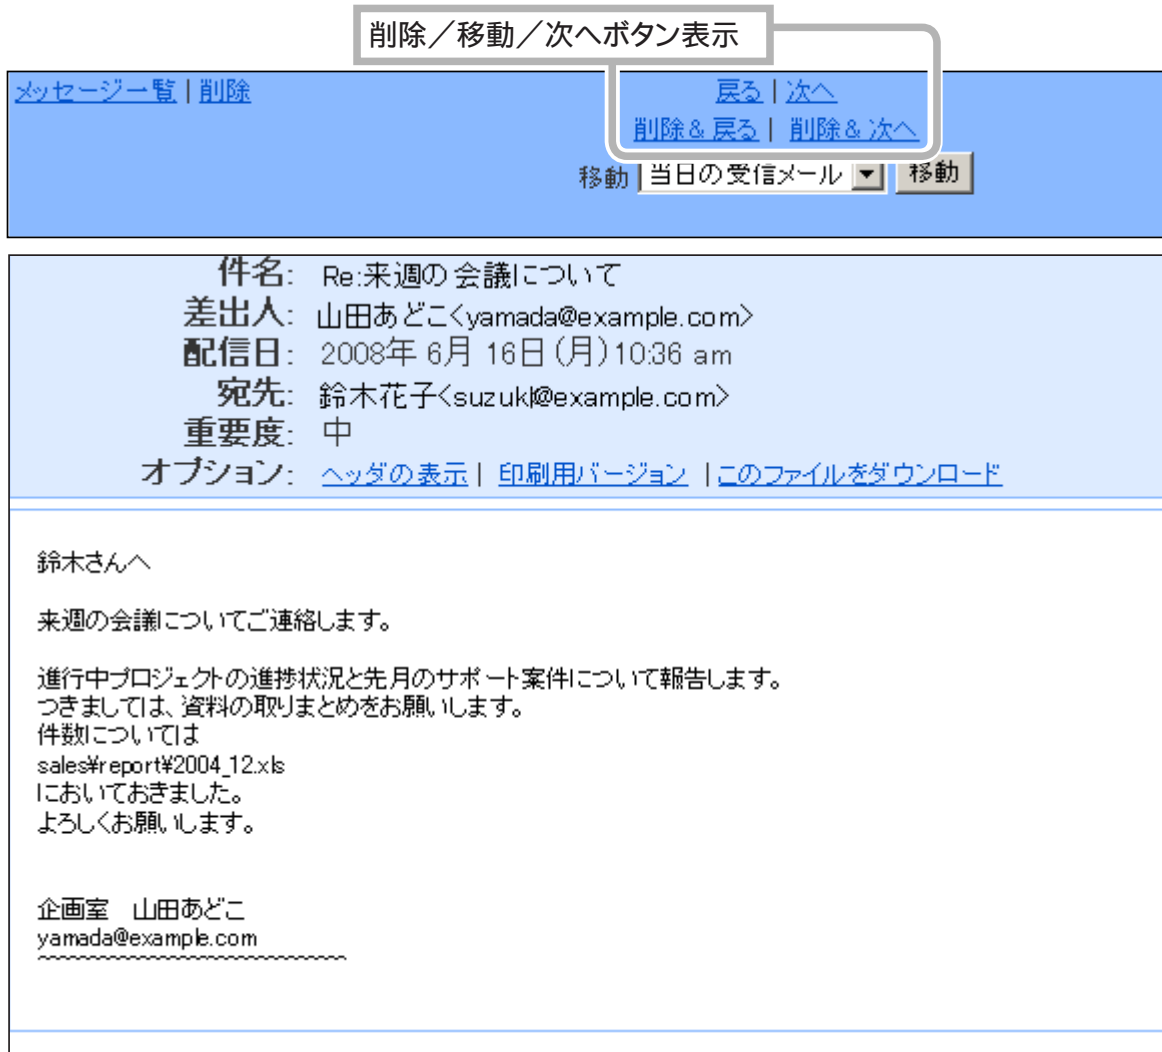 削除／移動／次へボタン表示
メッセージ一覧 | 削除
戻る | 次へ
削除& 戻る | 削除& 次へ
移動 当日の受信メール 移動
件名: Re:来週の会議について
差出人: 山田あどこ<yamada@example.com>
配信日: 2008年 6月 16日(月)10:36 am
宛先: 鈴木花子<suzuki@example.com>
重要度: 中
オプション: ヘッダの表示 | 印刷用バージョン | このファイルをダウンロード
鈴木さんへ
来週の会議についてご連絡します。
進行中プロジェクトの進捗状況と先月のサポート案件について報告します。
つきましては、資料の取りまとめをお願いします。
件数については
sales¥report¥2004_12.xls
においておきました。
よろしくお願いします。
企画室　山田あどこ
yamada@example.com
~~~~~~~~~~~~~~~~~~~~~~~~~~~~~~